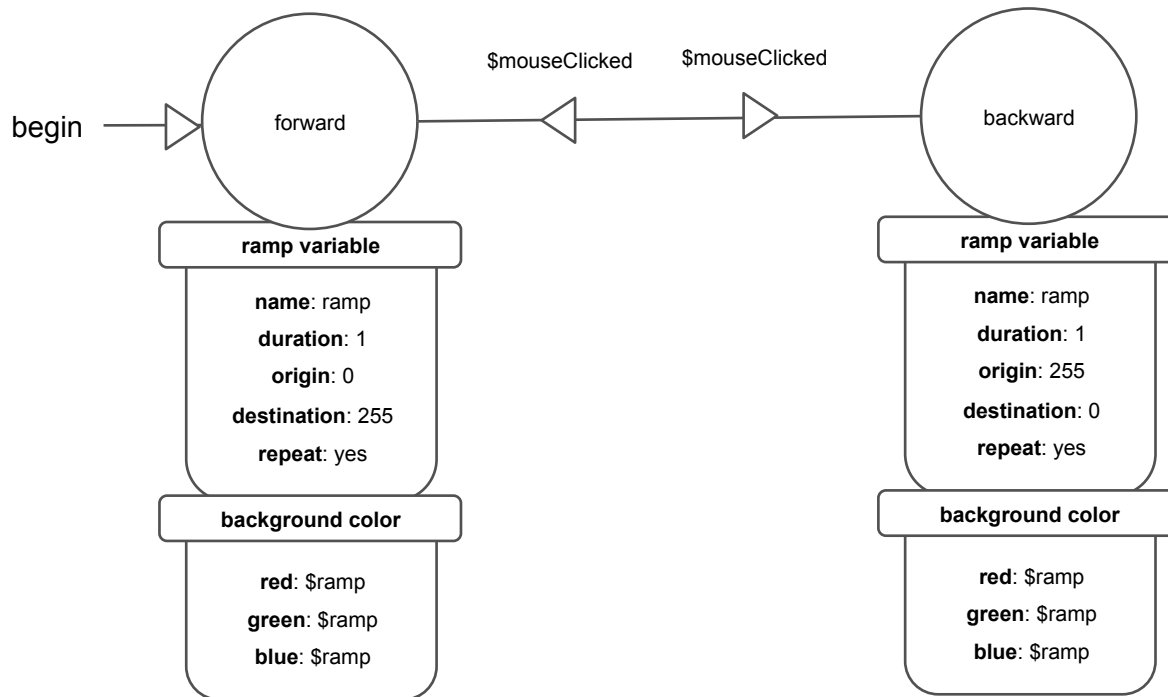 $mouseClicked
$mouseClicked
begin
forward
backward
ramp variable
name: ramp
duration: 1
origin: 0
destination: 255
repeat: yes
background color
red: $ramp
green: $ramp
blue: $ramp
ramp variable
name: ramp
duration: 1
origin: 255
destination: 0
repeat: yes
background color
red: $ramp
green: $ramp
blue: $ramp